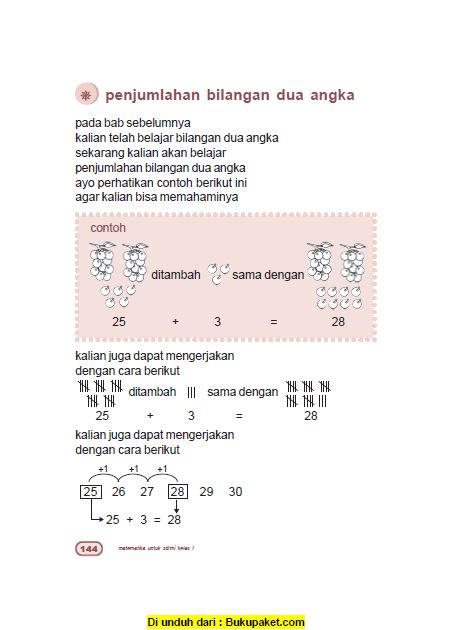 penjumlahan bilangan dua angka
pada bab sebelumnya
kalian telah belajar bilangan dua angka
sekarang kalian akan belajar
penjumlahan bilangan dua angka
ayo perhatikan contoh berikut ini
agar kalian bisa memahaminya
contoh
ditambah sama dengan
25 + 3 = 28
kalian juga dapat mengerjakan
dengan cara berikut
ditambah sama dengan
25 + 3 = 28
kalian juga dapat mengerjakan
dengan cara berikut
+1 +1 +1
25 26 27 28 29 30
25 + 3 = 28
144 matematika untuk sd/mi kelas I
Di unduh dari : Bukupaket.com